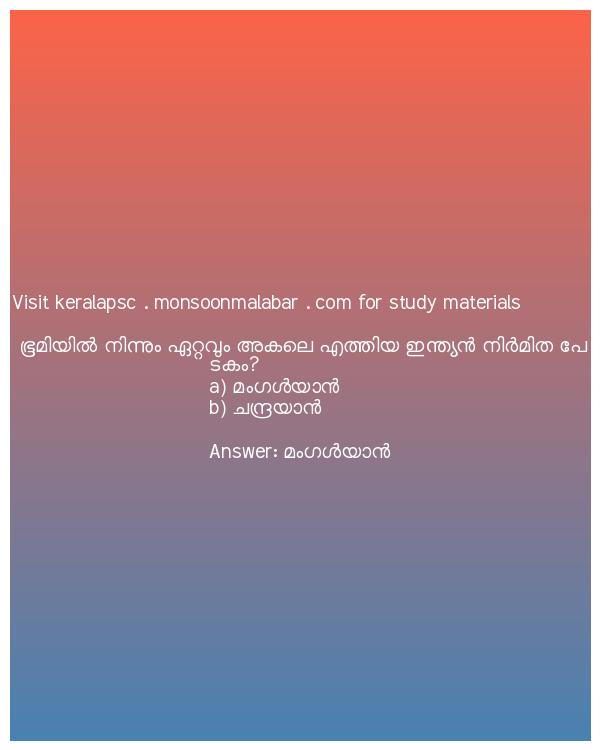 Visit keralapsc . monsoonmalabar . com for study materials
ഭൂമിയിൽ നിന്നും ഏറ്റവും അകലെ എത്തിയ ഇന്ത്യൻ നിർമിത പേ
ടകം?
a) മംഗൾയാൻ
b) ചന്ദ്രയാൻ
Answer: മംഗൾയാൻ